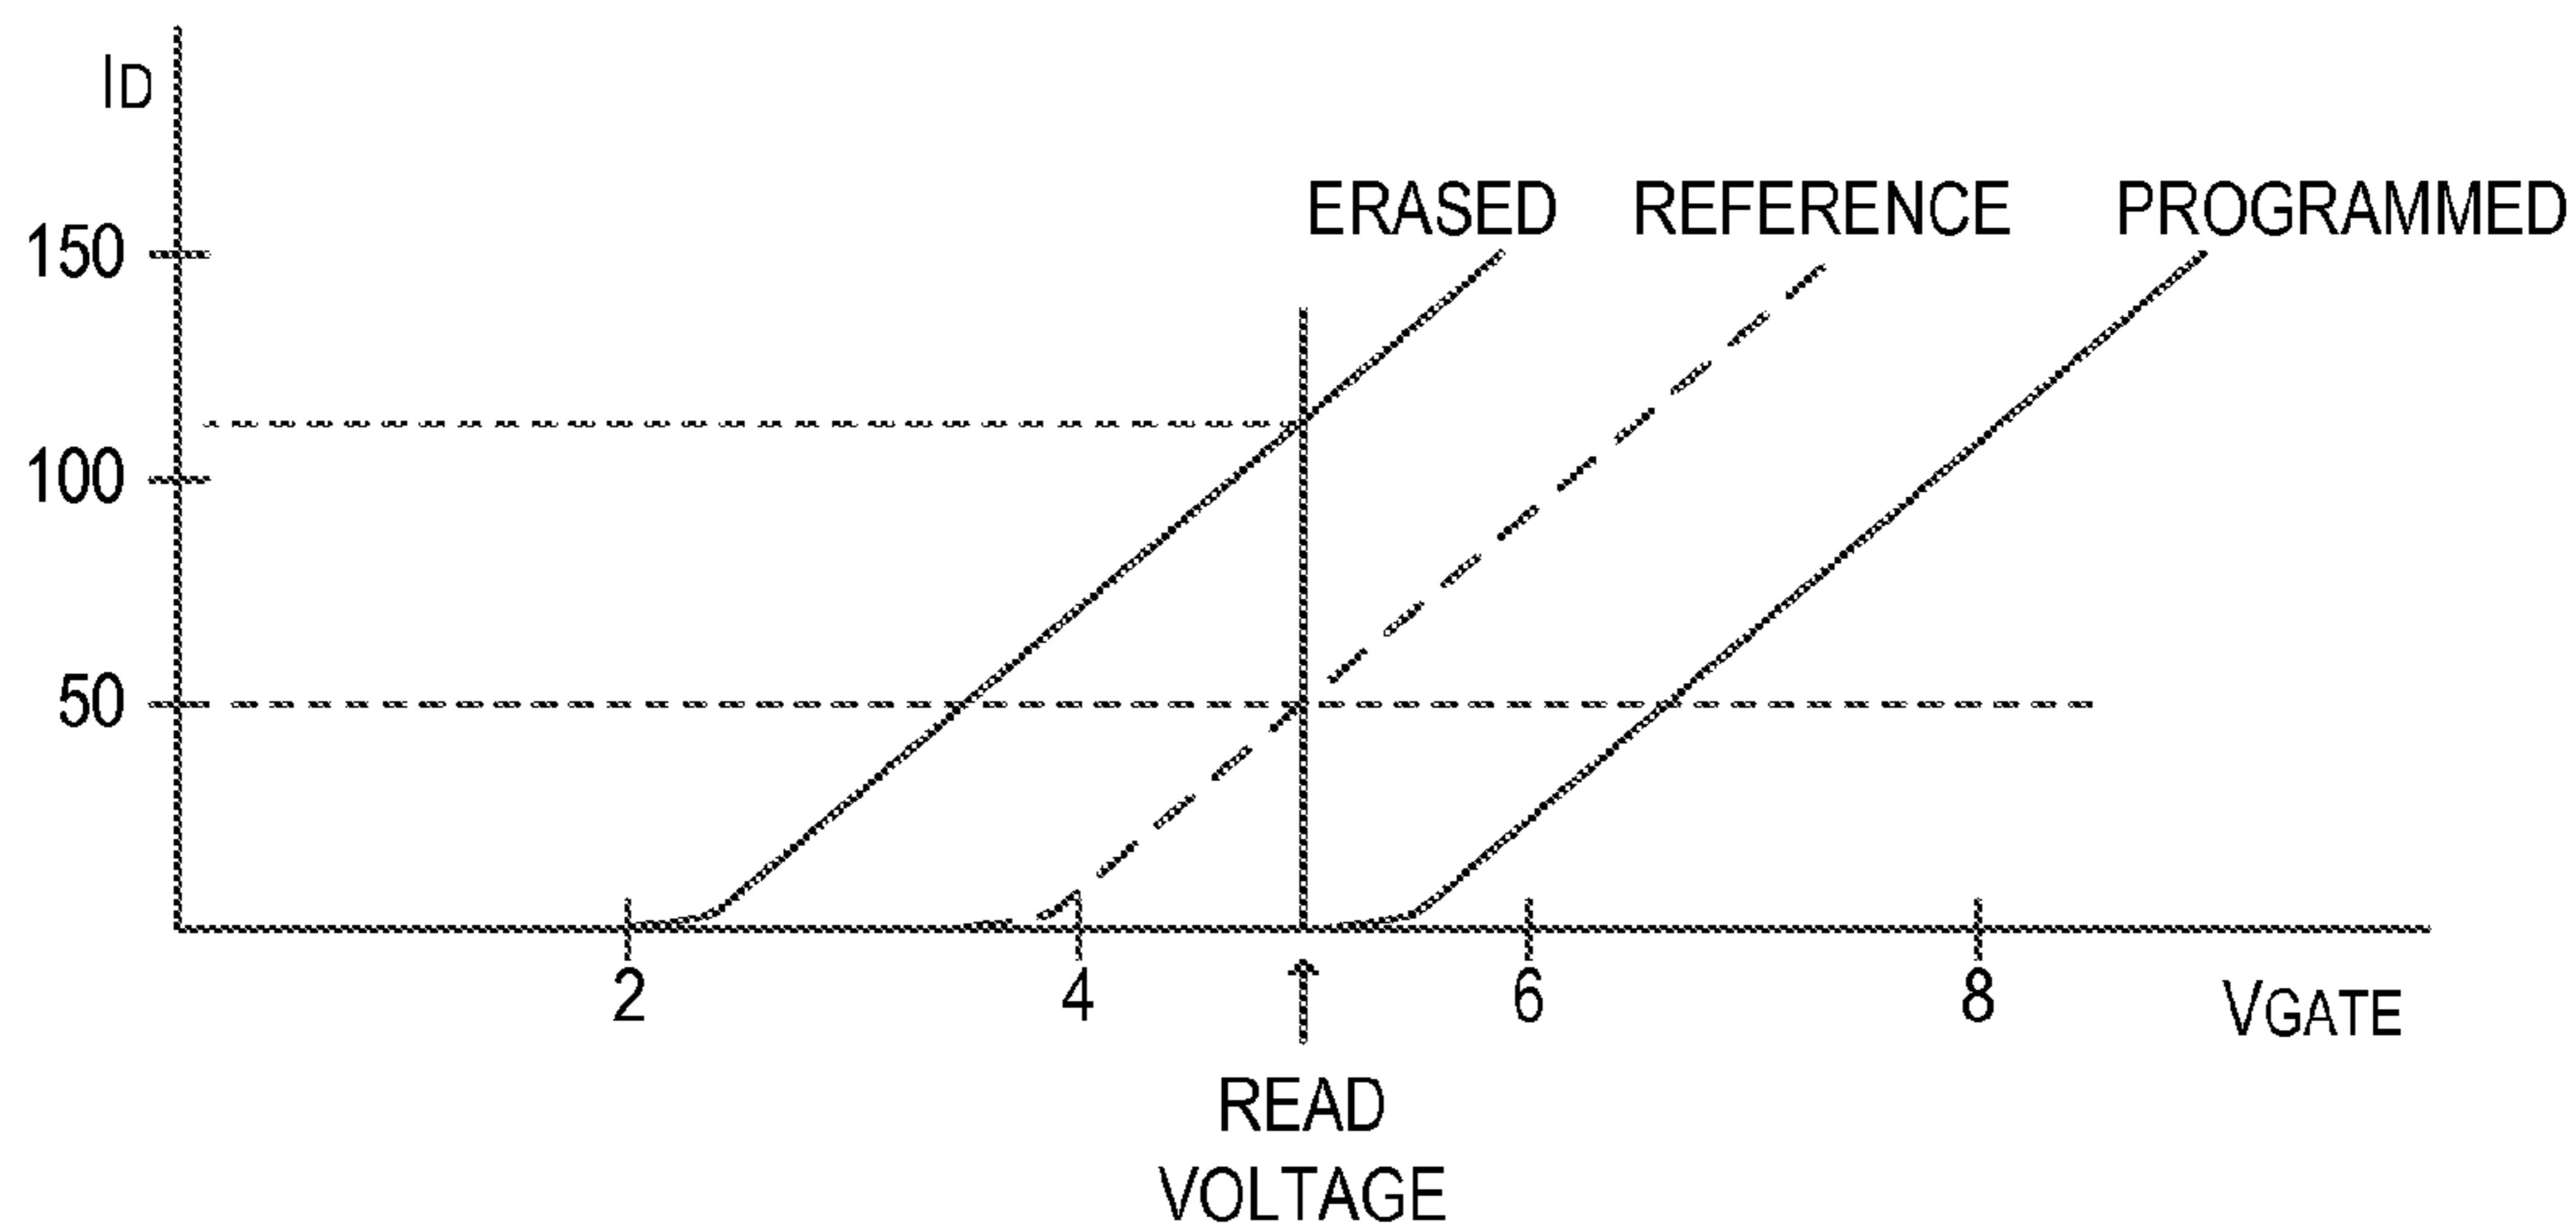 ID
ERASED REFERENCE PROGRAMMED
150
100
50
2 4 6 8 VGATE
READ
VOLTAGE